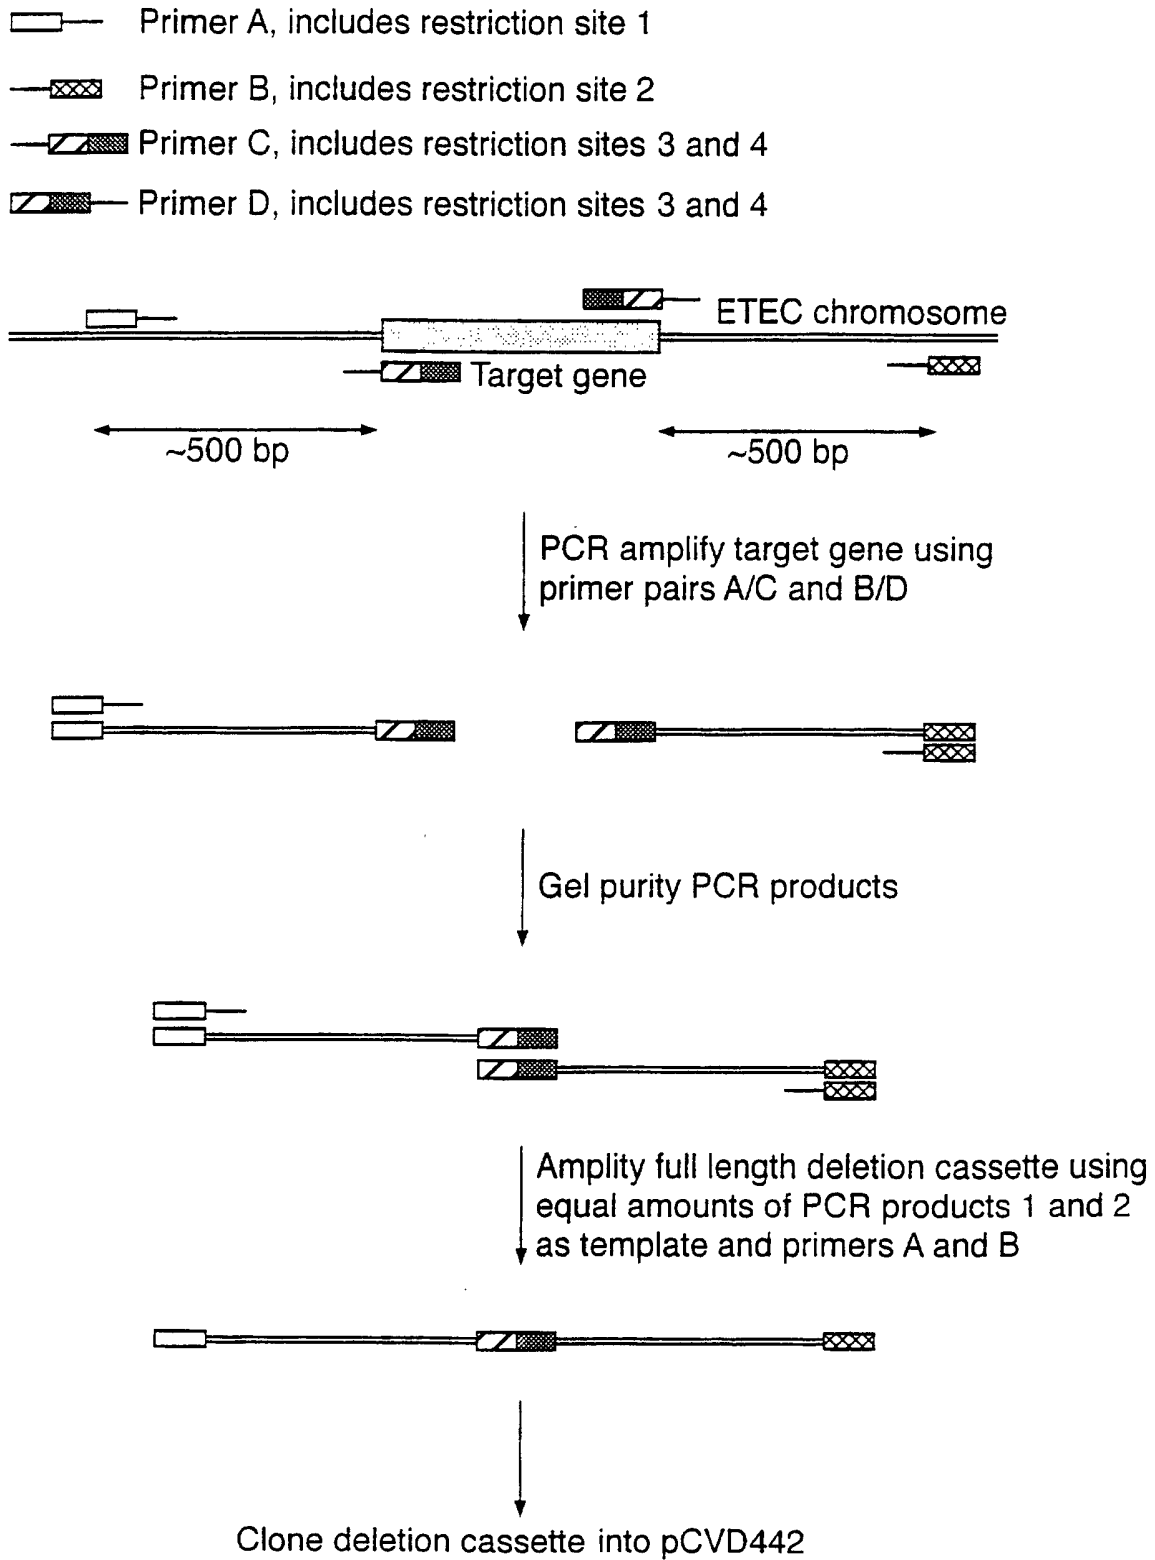 Primer A, includes restriction site 1
Primer B, includes restriction site 2
Primer C, includes restriction sites 3 and 4
Primer D, includes restriction sites 3 and 4
ETEC chromosome
Target gene
~500 bp
~500 bp
PCR amplify target gene using
primer pairs A/C and B/D
Gel purity PCR products
Amplity full length deletion cassette using
equal amounts of PCR products 1 and 2
as template and primers A and B
Clone deletion cassette into pCVD442